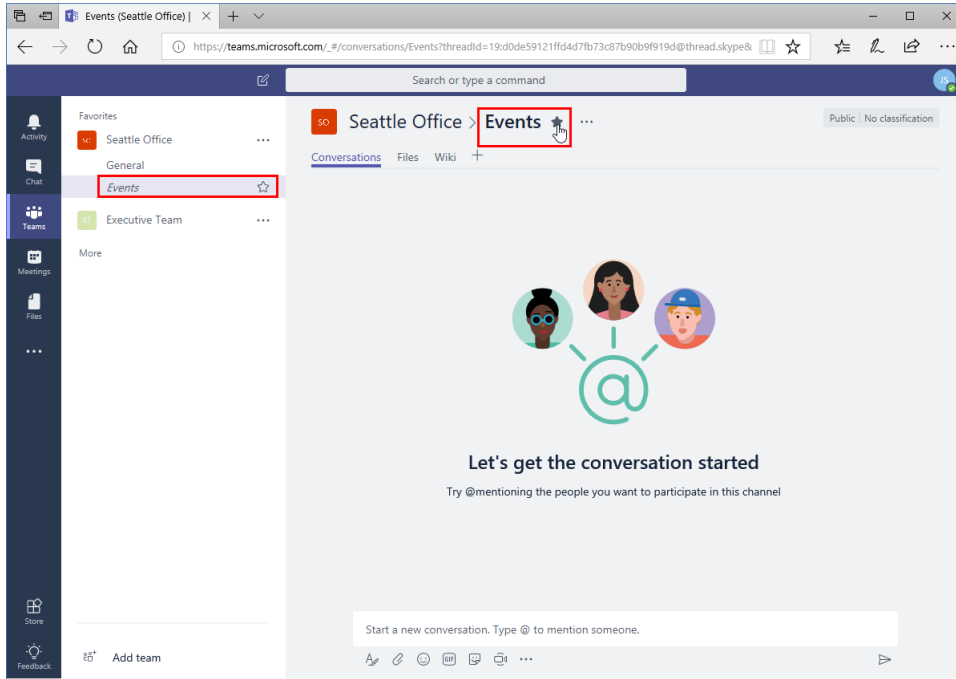 Events (Seattle Office) |
https://teams.microsoft.com/_#/conversations/Events?threadId=19:d0de59121ffd4d7fb73c87b90b9f919d@thread.skype&
Search or type a command
JS
Activity
Chat
Teams
Meetings
Files
Store
Feedback
Favorites
Seattle Office
General
Events
ET
Executive Team
More
Add team
SO
Seattle Office > Events
Public | No classification
Conversations Files Wiki
@
Let's get the conversation started
Try @mentioning the people you want to participate in this channel
Start a new conversation. Type @ to mention someone.
GIF